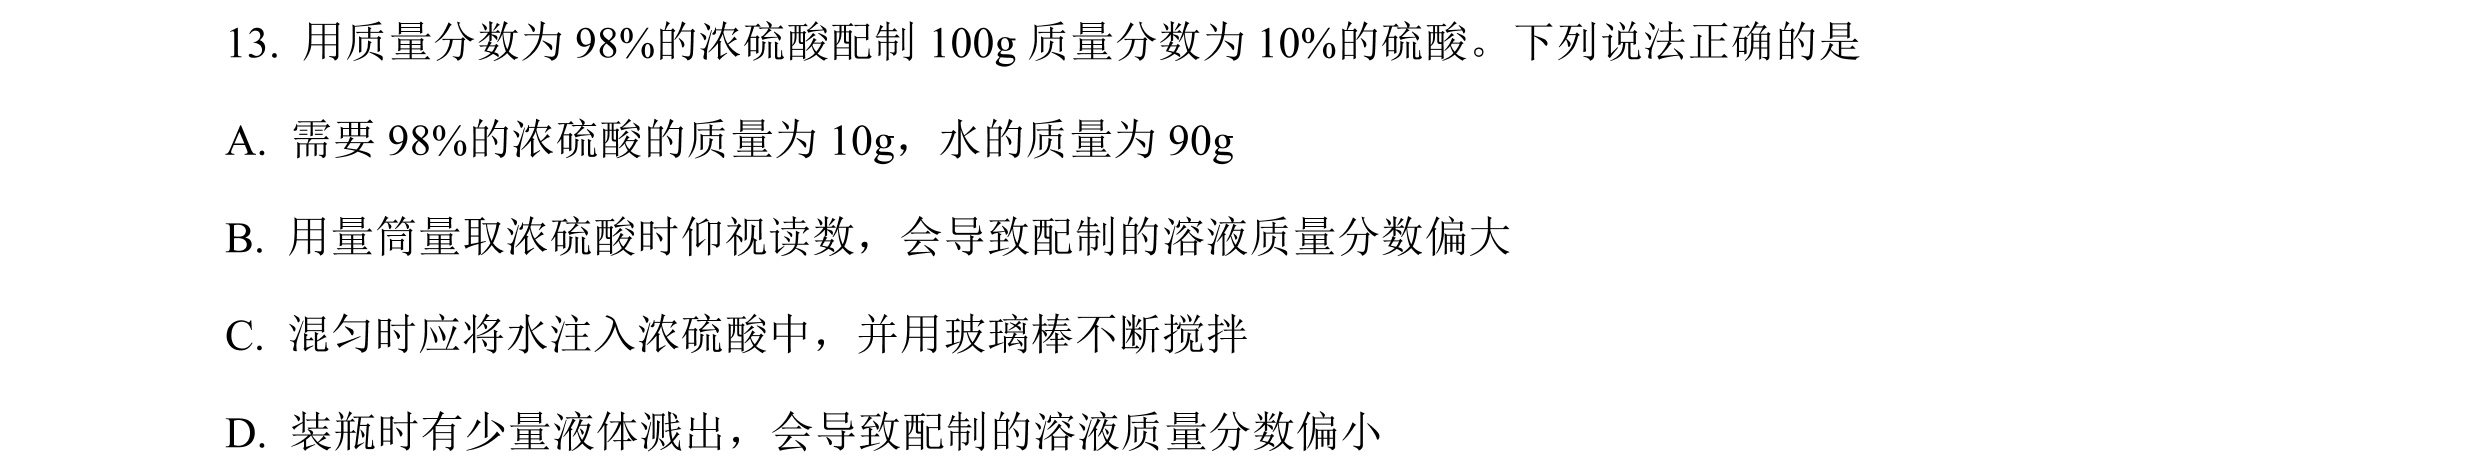 13. 用质量分数为 98%的浓硫酸配制 100g 质量分数为 10%的硫酸。下列说法正确的是
A. 需要 98%的浓硫酸的质量为 10g，水的质量为 90g
B. 用量筒量取浓硫酸时仰视读数，会导致配制的溶液质量分数偏大
C. 混匀时应将水注入浓硫酸中，并用玻璃棒不断搅拌
D. 装瓶时有少量液体溅出，会导致配制的溶液质量分数偏小